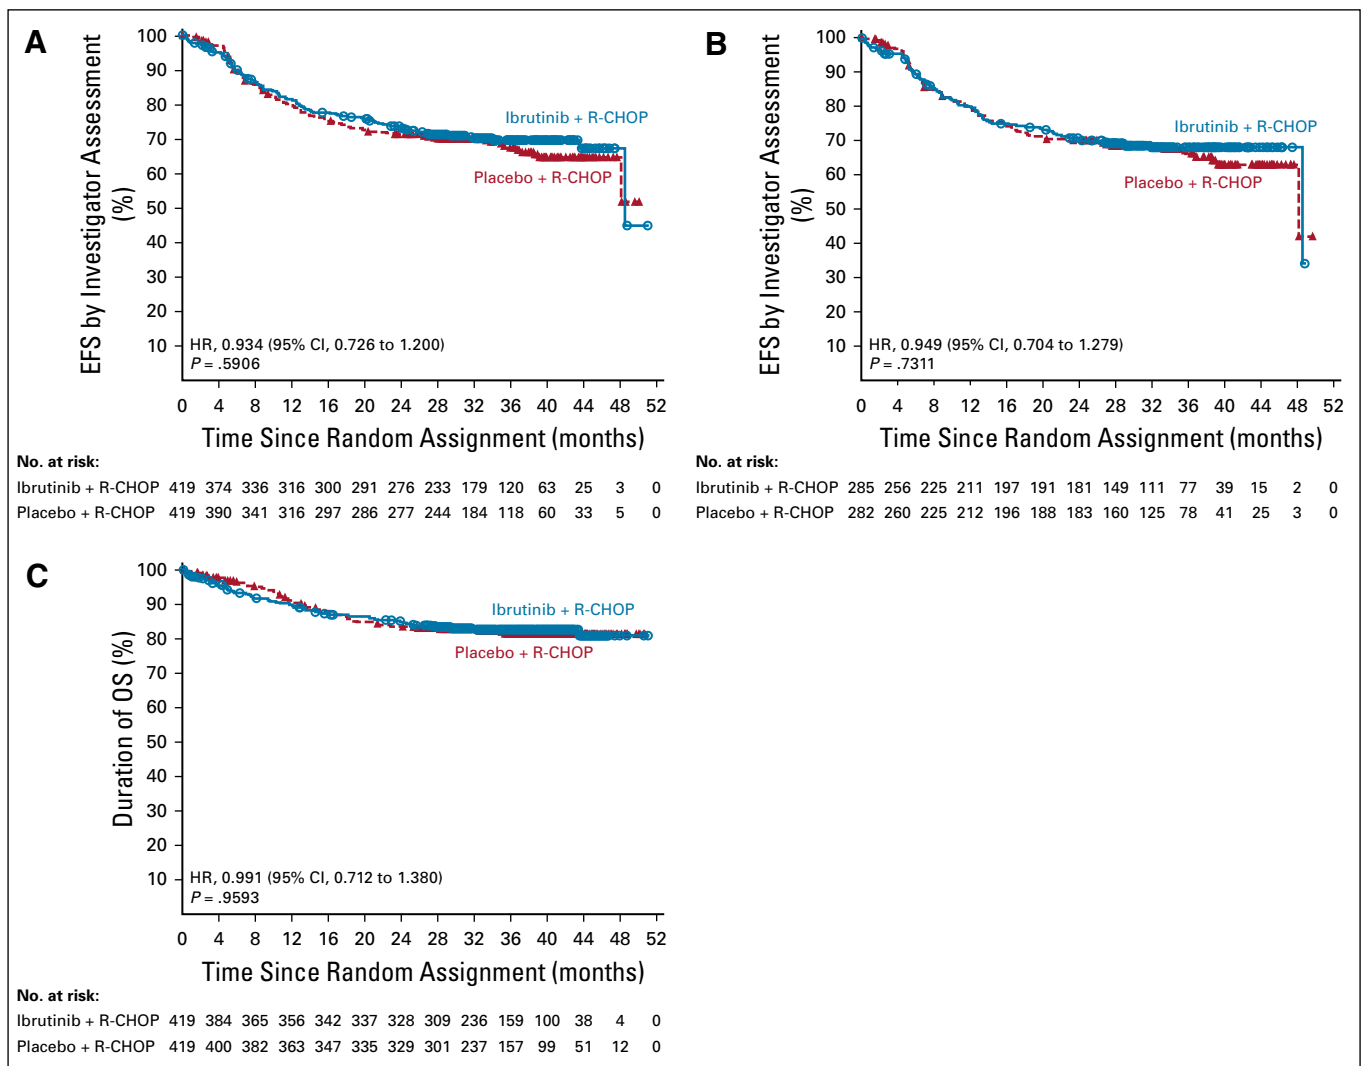 A
EFS by Investigator Assessment
(%)
100
90
80
70
60
50
40
30
20
10
Ibrutinib + R-CHOP
Placebo + R-CHOP
HR, 0.934 (95% CI, 0.726 to 1.200)
P = .5906
0 4 8 12 16 20 24 28 32 36 40 44 48 52
Time Since Random Assignment (months)
No. at risk:
Ibrutinib + R-CHOP 419 374 336 316 300 291 276 233 179 120 63 25 3 0
Placebo + R-CHOP 419 390 341 316 297 286 277 244 184 118 60 33 5 0
B
EFS by Investigator Assessment
(%)
100
90
80
70
60
50
40
30
20
10
Ibrutinib + R-CHOP
Placebo + R-CHOP
HR, 0.949 (95% CI, 0.704 to 1.279)
P = .7311
0 4 8 12 16 20 24 28 32 36 40 44 48 52
Time Since Random Assignment (months)
No. at risk:
Ibrutinib + R-CHOP 285 256 225 211 197 191 181 149 111 77 39 15 2 0
Placebo + R-CHOP 282 260 225 212 196 188 183 160 125 78 41 25 3 0
C
Duration of OS (%)
100
90
80
70
60
50
40
30
20
10
Ibrutinib + R-CHOP
Placebo + R-CHOP
HR, 0.991 (95% CI, 0.712 to 1.380)
P = .9593
0 4 8 12 16 20 24 28 32 36 40 44 48 52
Time Since Random Assignment (months)
No. at risk:
Ibrutinib + R-CHOP 419 384 365 356 342 337 328 309 236 159 100 38 4 0
Placebo + R-CHOP 419 400 382 363 347 335 329 301 237 157 99 51 12 0